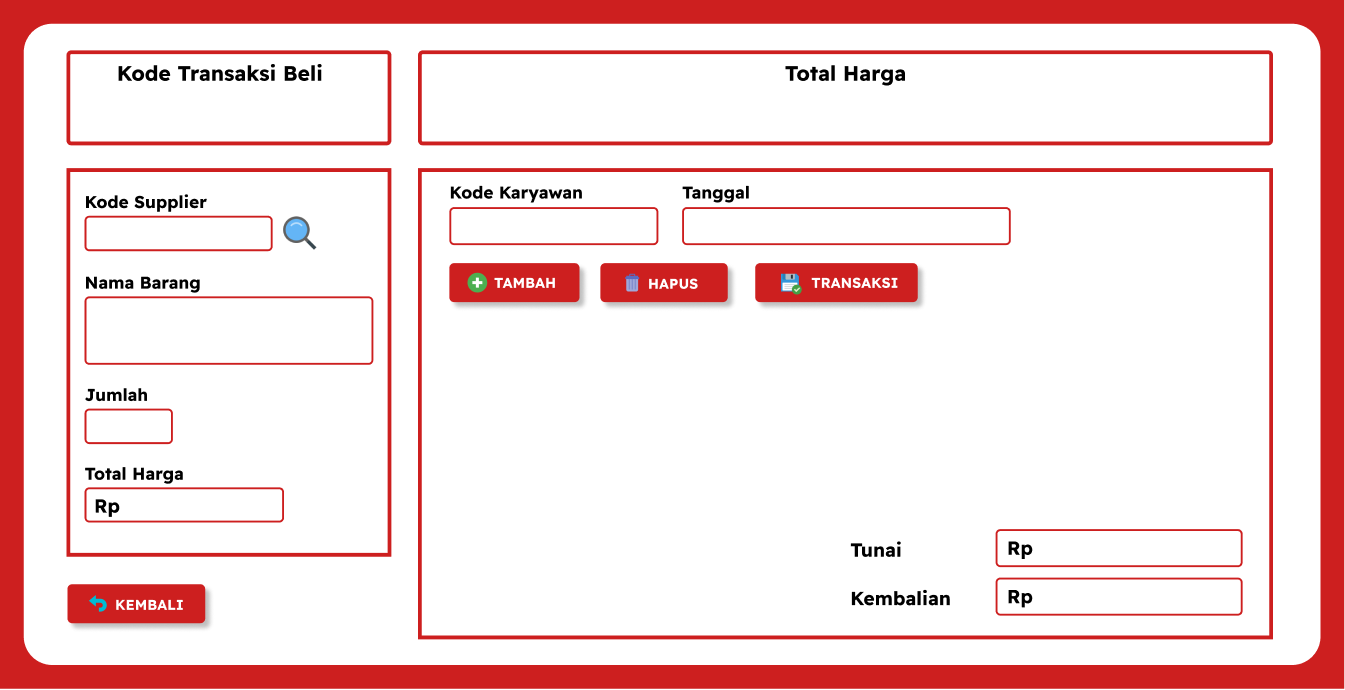 Kode Transaksi Beli
Total Harga
Kode Supplier
Nama Barang
Jumlah
Total Harga
Rp
KEMBALI
Kode Karyawan
Tanggal
TAMBAH
HAPUS
TRANSAKSI
Tunai
Rp
Kembalian
Rp